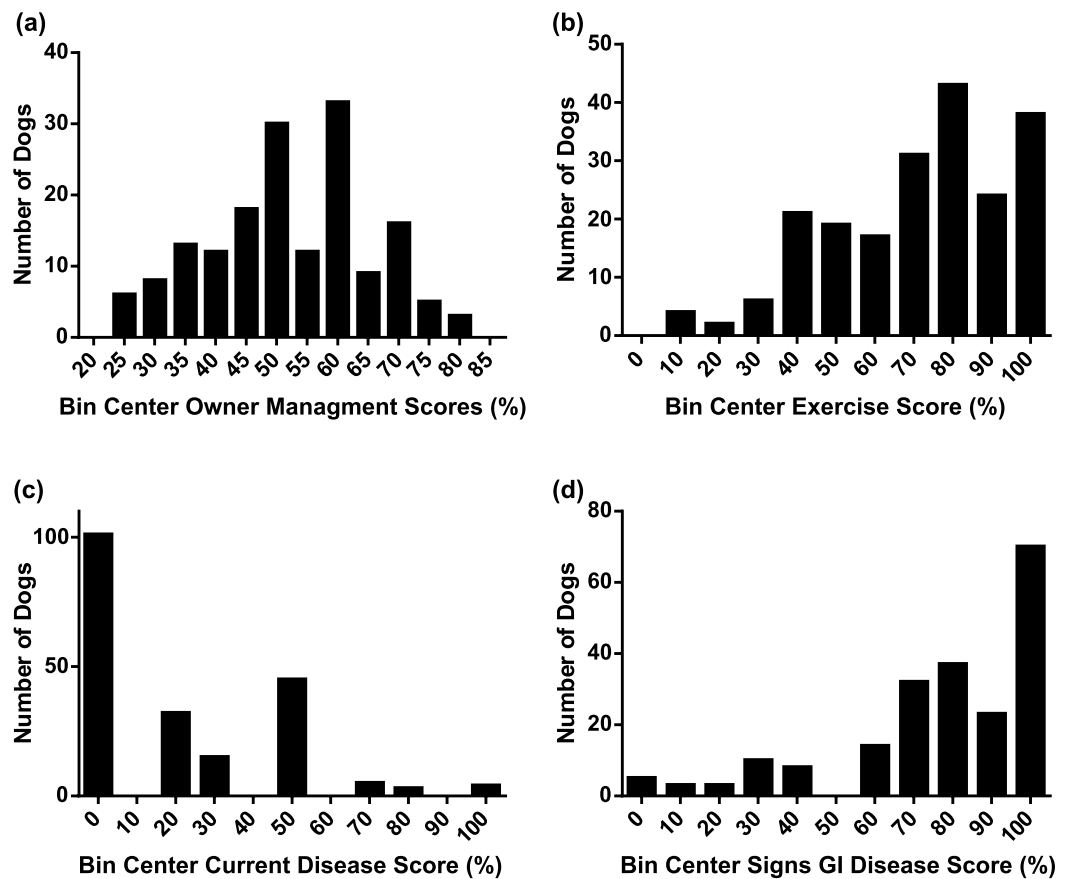 (a)
40
30
20
10
0
Number of Dogs
20 25 30 35 40 45 50 55 60 65 70 75 80 85
Bin Center Owner Managment Scores (%)
(b)
50
40
30
20
10
0
Number of Dogs
0 10 20 30 40 50 60 70 80 90 100
Bin Center Exercise Score (%)
(c)
100
50
0
Number of Dogs
0 10 20 30 40 50 60 70 80 90 100
Bin Center Current Disease Score (%)
(d)
80
60
40
20
0
Number of Dogs
0 10 20 30 40 50 60 70 80 90 100
Bin Center Signs GI Disease Score (%)